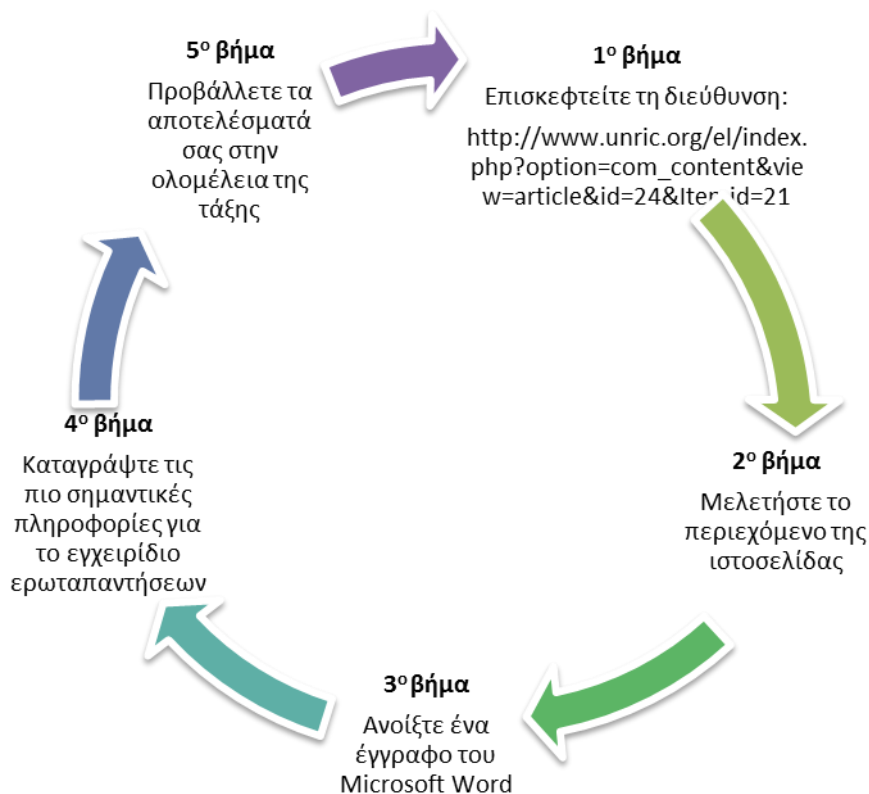 1ο βήμα
Επισκεφτείτε τη διεύθυνση:
http://www.unric.org/el/index.
php?option=com_content&vie
w=article&id=24&Iter id=21
2ο βήμα
Μελετήστε το
περιεχόμενο της
ιστοσελίδας
3ο βήμα
Ανοίξτε ένα
έγγραφο του
Microsoft Word
4ο βήμα
Καταγράψτε τις
πιο σημαντικές
πληροφορίες για
το εγχειρίδιο
ερωταπαντήσεων
5ο βήμα
Προβάλλετε τα
αποτελέσματά
σας στην
ολομέλεια της
τάξης